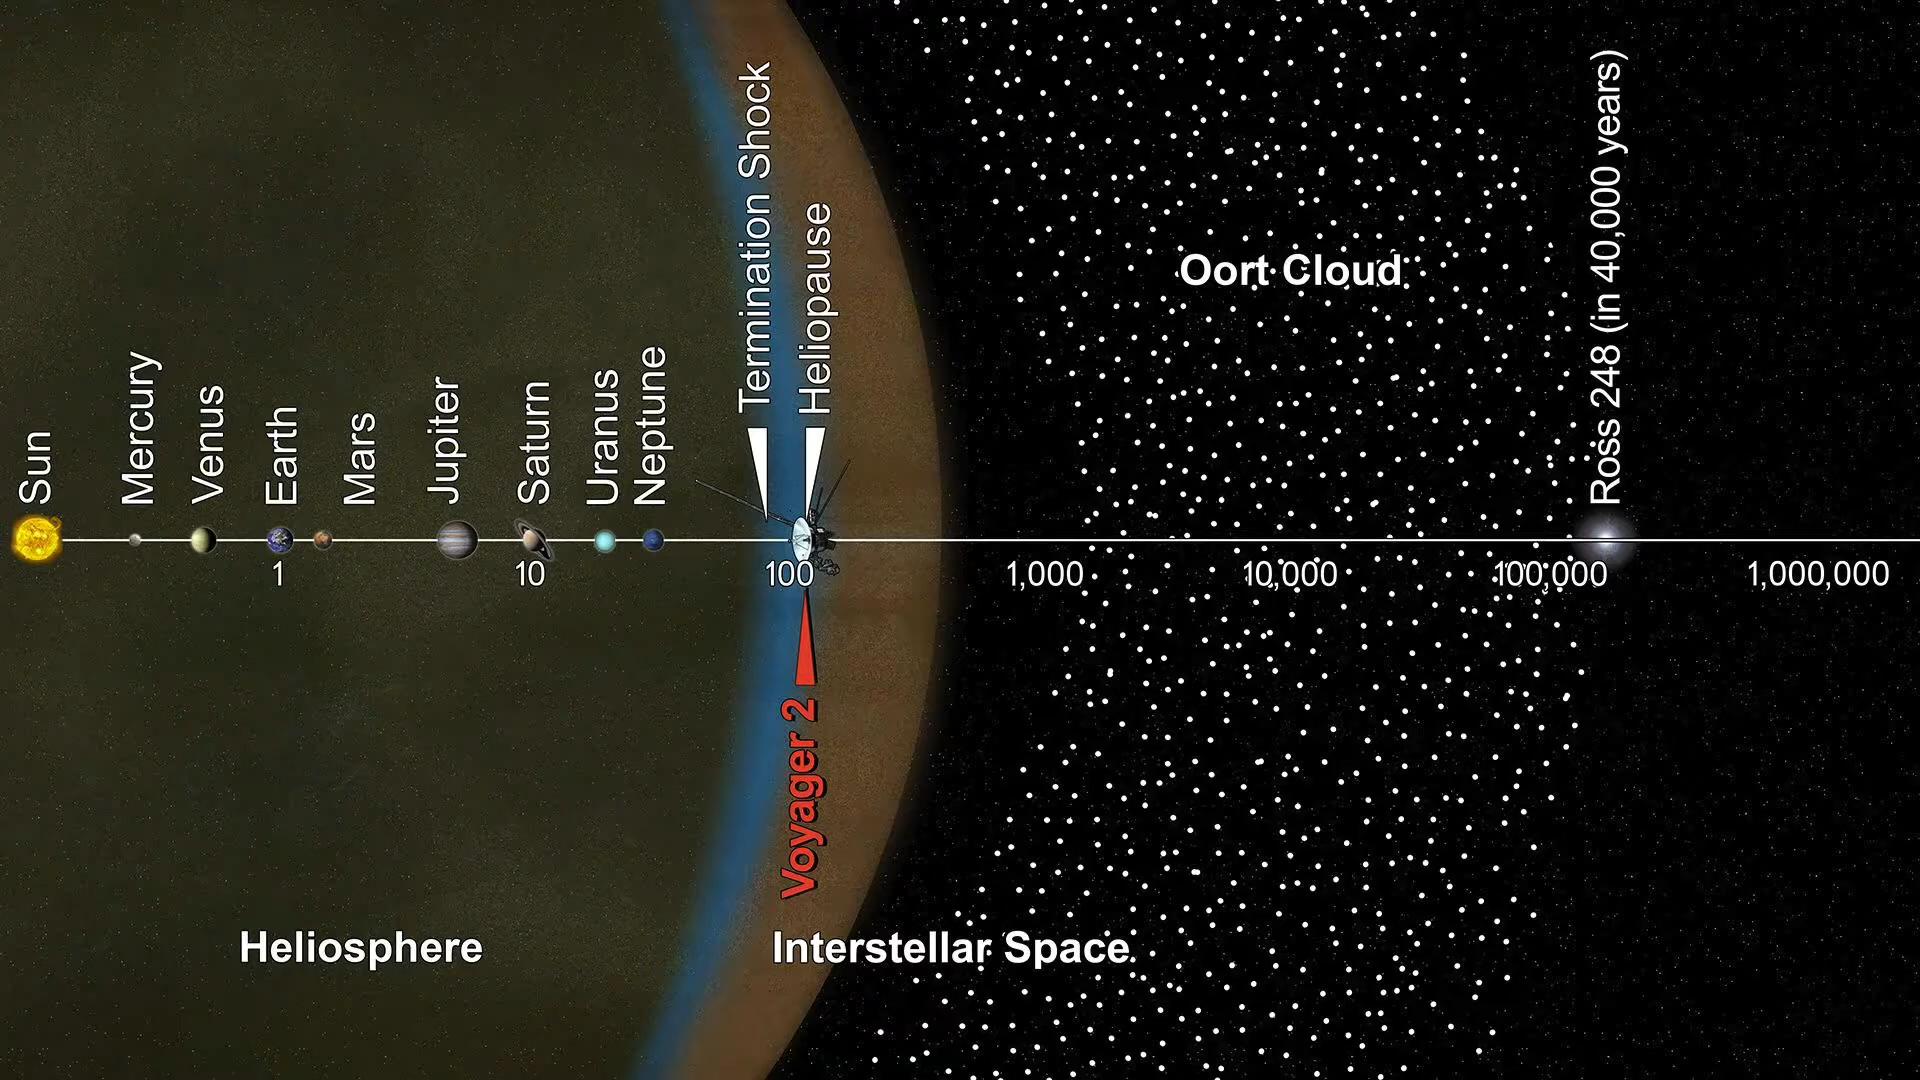 Sun
Mercury
Venus
Earth
Mars
Jupiter
Saturn
Uranus
Neptune
Termination Shock
Heliopause
Oort Cloud
Ross 248 (in 40,000 years)
1
10
100
1,000
10,000
100,000
1,000,000
Voyager 2
Heliosphere
Interstellar Space